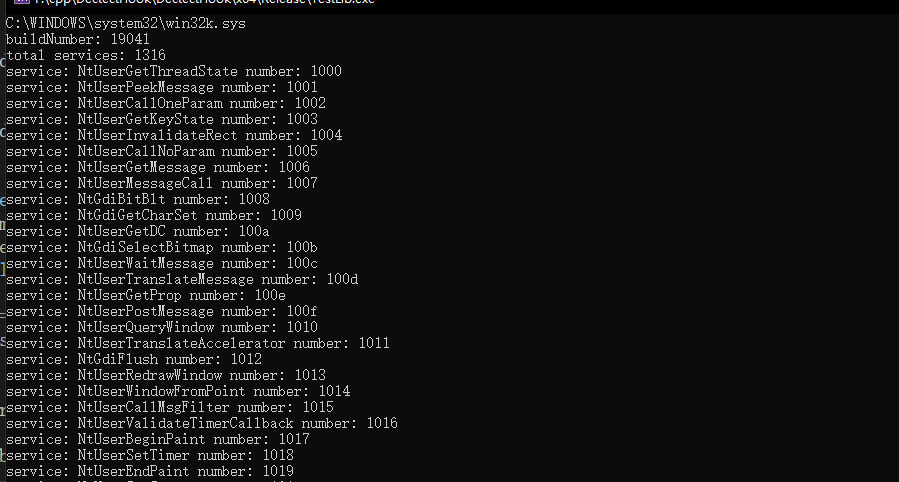 C:\WINDOWS\system32\win32k.sys
buildNumber: 19041
total services: 1316
service: NtUserGetThreadState number: 1000
service: NtUserPeekMessage number: 1001
service: NtUserCallOneParam number: 1002
service: NtUserGetKeyState number: 1003
service: NtUserInvalidateRect number: 1004
service: NtUserCallNoParam number: 1005
service: NtUserGetMessage number: 1006
service: NtUserMessageCall number: 1007
service: NtGdiBitBlt number: 1008
service: NtGdiGetCharSet number: 1009
service: NtUserGetDC number: 100a
service: NtGdiSelectBitmap number: 100b
service: NtUserWaitMessage number: 100c
service: NtUserTranslateMessage number: 100d
service: NtUserGetProp number: 100e
service: NtUserPostMessage number: 100f
service: NtUserQueryWindow number: 1010
service: NtUserTranslateAccelerator number: 1011
service: NtGdiFlush number: 1012
service: NtUserRedrawWindow number: 1013
service: NtUserWindowFromPoint number: 1014
service: NtUserCallMsgFilter number: 1015
service: NtUserValidateTimerCallback number: 1016
service: NtUserBeginPaint number: 1017
service: NtUserSetTimer number: 1018
service: NtUserEndPaint number: 1019